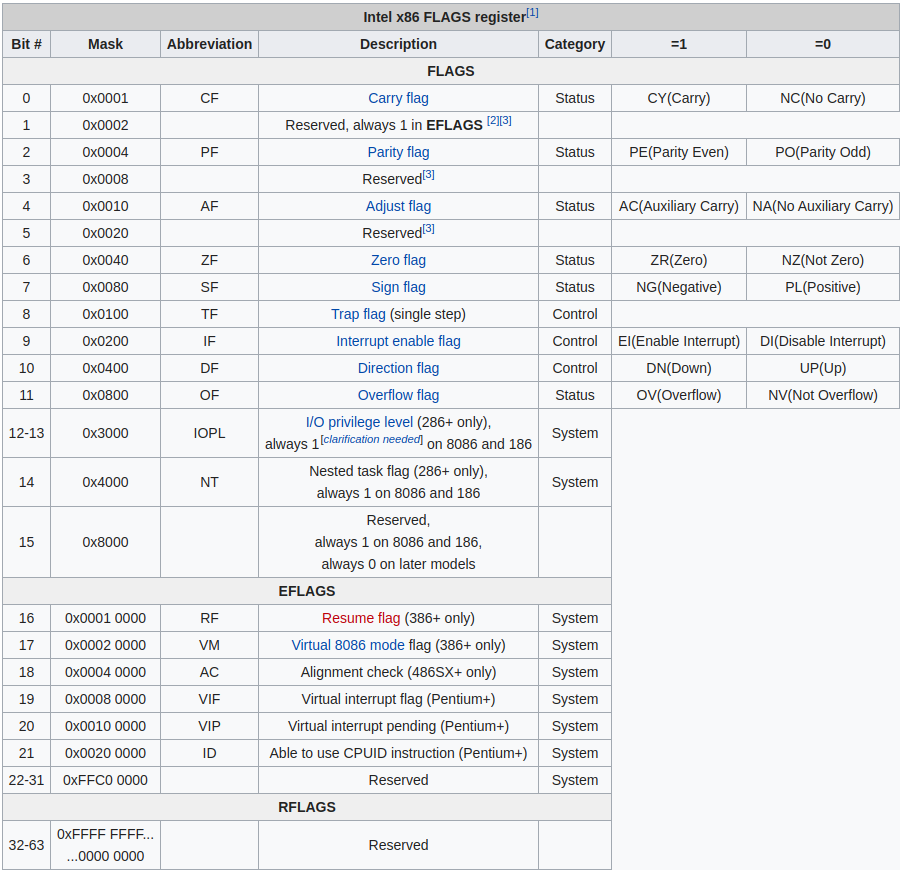 Intel x86 FLAGS register[1]
Bit # Mask Abbreviation Description Category =1 =0
FLAGS
0 0x0001 CF Carry flag Status CY(Carry) NC(No Carry)
1 0x0002 Reserved, always 1 in EFLAGS [2][3]
2 0x0004 PF Parity flag Status PE(Parity Even) PO(Parity Odd)
3 0x0008 Reserved[3]
4 0x0010 AF Adjust flag Status AC(Auxiliary Carry) NA(No Auxiliary Carry)
5 0x0020 Reserved[3]
6 0x0040 ZF Zero flag Status ZR(Zero) NZ(Not Zero)
7 0x0080 SF Sign flag Status NG(Negative) PL(Positive)
8 0x0100 TF Trap flag (single step) Control
9 0x0200 IF Interrupt enable flag Control EI(Enable Interrupt) DI(Disable Interrupt)
10 0x0400 DF Direction flag Control DN(Down) UP(Up)
11 0x0800 OF Overflow flag Status OV(Overflow) NV(Not Overflow)
12-13 0x3000 IOPL I/O privilege level (286+ only),
always 1[clarification needed] on 8086 and 186 System
14 0x4000 NT Nested task flag (286+ only),
always 1 on 8086 and 186 System
15 0x8000 Reserved,
always 1 on 8086 and 186,
always 0 on later models
EFLAGS
16 0x0001 0000 RF Resume flag (386+ only) System
17 0x0002 0000 VM Virtual 8086 mode flag (386+ only) System
18 0x0004 0000 AC Alignment check (486SX+ only) System
19 0x0008 0000 VIF Virtual interrupt flag (Pentium+) System
20 0x0010 0000 VIP Virtual interrupt pending (Pentium+) System
21 0x0020 0000 ID Able to use CPUID instruction (Pentium+) System
22-31 0xFFC0 0000 Reserved System
RFLAGS
32-63 0xFFFF FFFF...
...0000 0000 Reserved